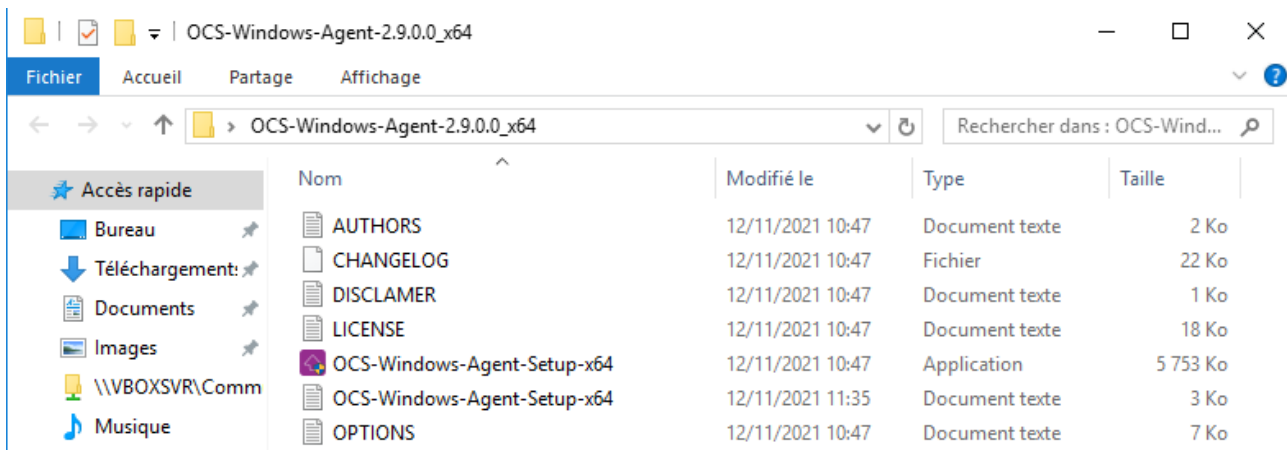 OCS-Windows-Agent-2.9.0.0_x64
Fichier Accueil Partage Affichage
OCS-Windows-Agent-2.9.0.0_x64 Rechercher dans : OCS-Wind...
Nom Modifié le Type Taille
Accès rapide
Bureau
Téléchargement:
Documents
Images
\\VBOXSVR\Comm
Musique
AUTHORS 12/11/2021 10:47 Document texte 2 Ko
CHANGELOG 12/11/2021 10:47 Fichier 22 Ko
DISCLAMER 12/11/2021 10:47 Document texte 1 Ko
LICENSE 12/11/2021 10:47 Document texte 18 Ko
OCS-Windows-Agent-Setup-x64 12/11/2021 10:47 Application 5 753 Ko
OCS-Windows-Agent-Setup-x64 12/11/2021 11:35 Document texte 3 Ko
OPTIONS 12/11/2021 10:47 Document texte 7 Ko